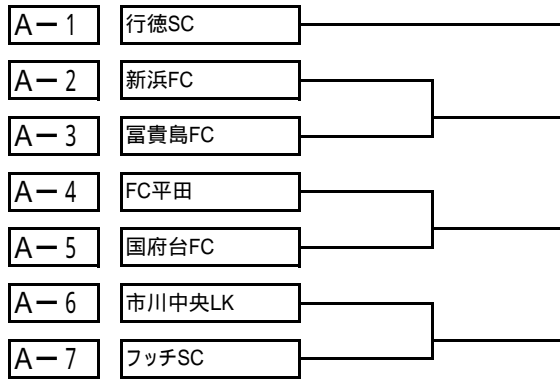 A－1 行徳SC
A－2 新浜FC
A－3 冨貴島FC
A－4 FC平田
A－5 国府台FC
A－6 市川中央LK
A－7 フッチSC